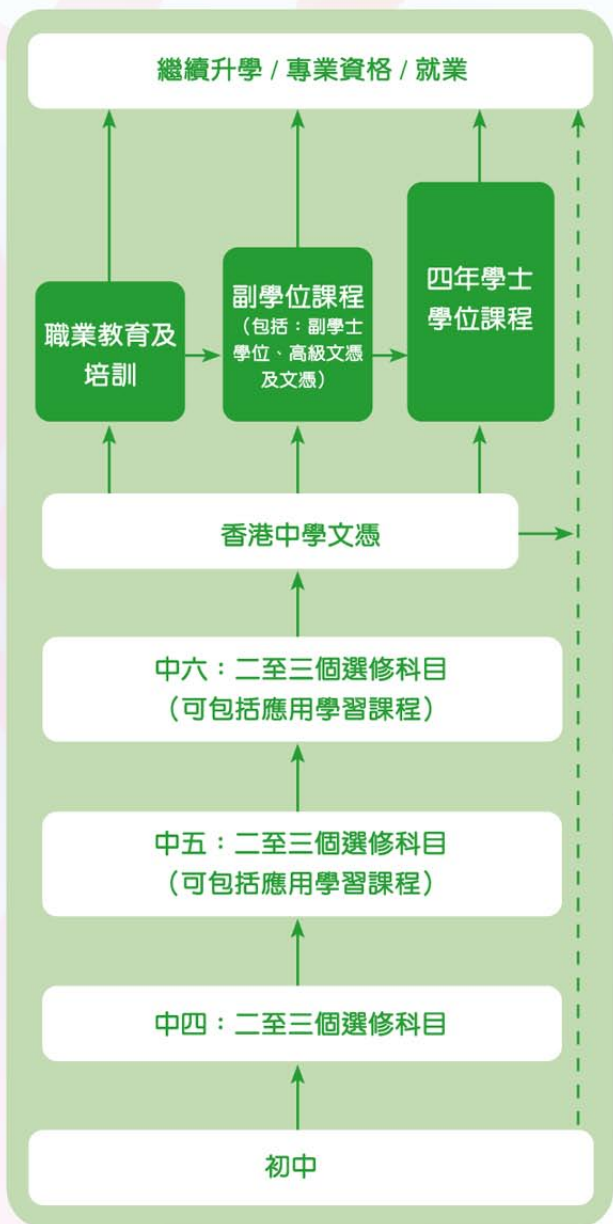 繼續升學 / 專業資格 / 就業
職業教育及
培訓
副學位課程
(包括：副學士
學位、高級文憑
及文憑)
四年學士
學位課程
香港中學文憑
中六：二至三個選修科目
(可包括應用學習課程)
中五：二至三個選修科目
(可包括應用學習課程)
中四：二至三個選修科目
初中